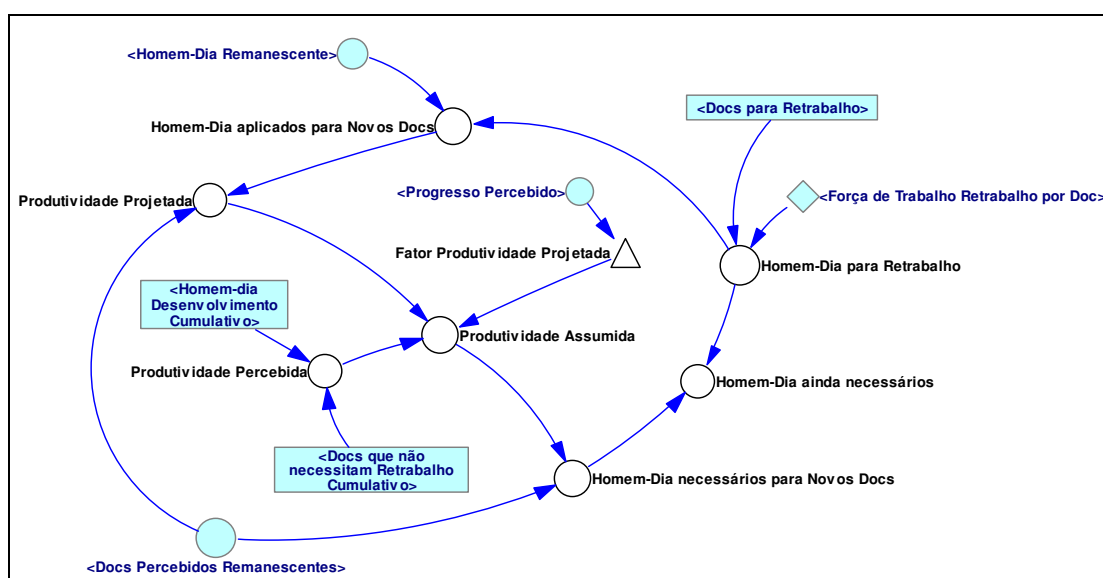 <Homem-Dia Remanescente>
<Docs para Retrabalho>
Homem-Dia aplicados para Novos Docs
<Progresso Percebido>
<Força de Trabalho Retrabalho por Doc>
Produtividade Projetada
Fator Produtividade Projetada
Homem-Dia para Retrabalho
<Homem-dia
Desenvolvimento
Cumulativo>
Produtividade Assumida
Produtividade Percebida
Homem-Dia ainda necessários
<Docs que não
necessitam Retrabalho
Cumulativo>
Homem-Dia necessários para Novos Docs
<Docs Percebidos Remanescentes>